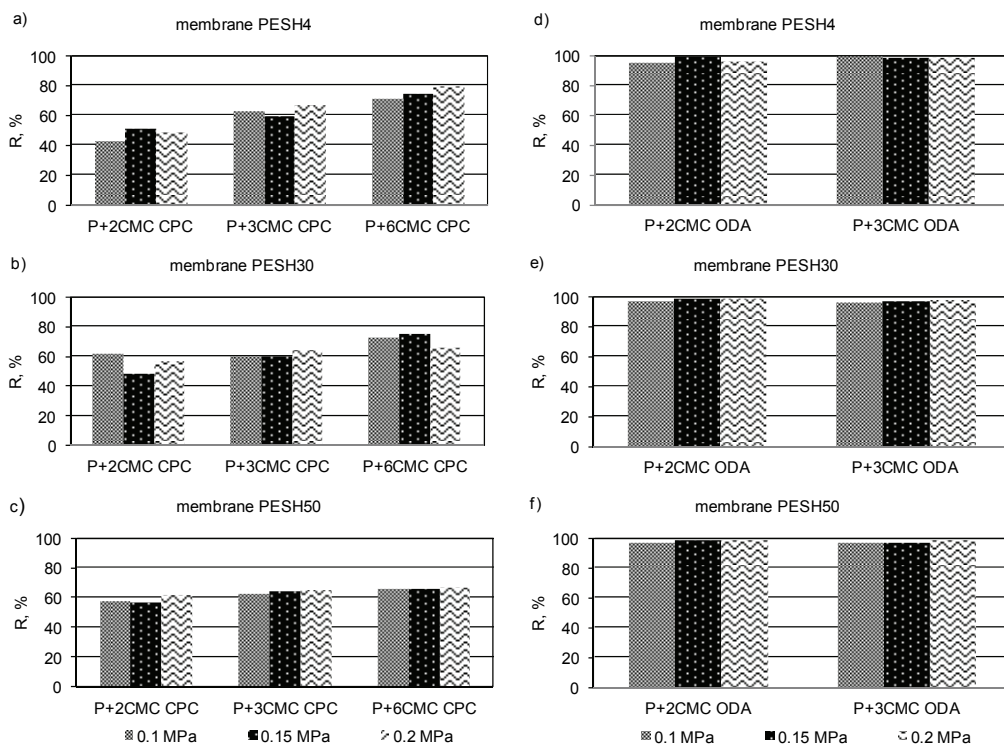 a)
membrane PESH4
R, %
100
80
60
40
20
0
P+2CMC CPC P+3CMC CPC P+6CMC CPC
b)
membrane PESH30
R, %
100
80
60
40
20
0
P+2CMC CPC P+3CMC CPC P+6CMC CPC
c)
membrane PESH50
R, %
100
80
60
40
20
0
P+2CMC CPC P+3CMC CPC P+6CMC CPC
0.1 MPa 0.15 MPa 0.2 MPa
d)
membrane PESH4
R, %
100
80
60
40
20
0
P+2CMC ODA P+3CMC ODA
e)
membrane PESH30
R, %
100
80
60
40
20
0
P+2CMC ODA P+3CMC ODA
f)
membrane PESH50
R, %
100
80
60
40
20
0
P+2CMC ODA P+3CMC ODA
0.1 MPa 0.15 MPa 0.2 MPa